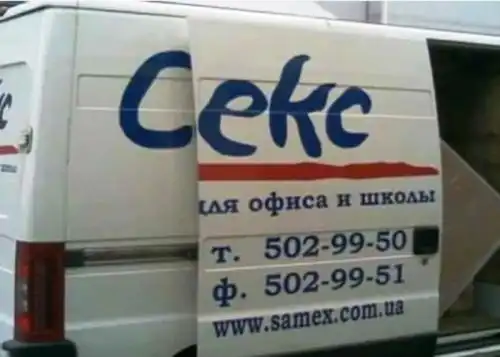 Секс
для офиса и школы
т. 502-99-50
ф. 502-99-51
www.samex.com.ua